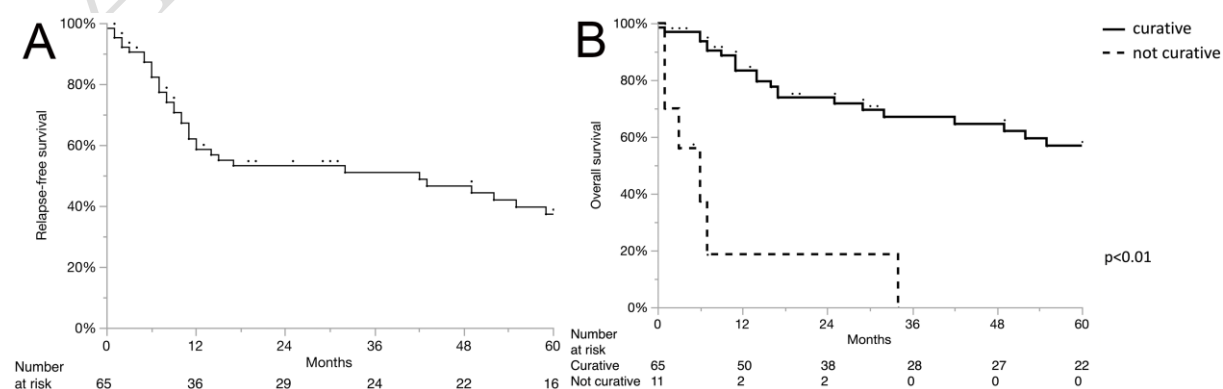 A
100%
80%
60%
40%
20%
0%
Relapse-free survival
0 12 24 36 48 60
Months
Number
at risk
65 36 29 24 22 16
B
100%
80%
60%
40%
20%
0%
Overall survival
0 12 24 36 48 60
Months
Number
at risk
Curative 65 50 38 28 27 22
Not curative 11 2 2 0 0 0
curative
not curative
p<0.01